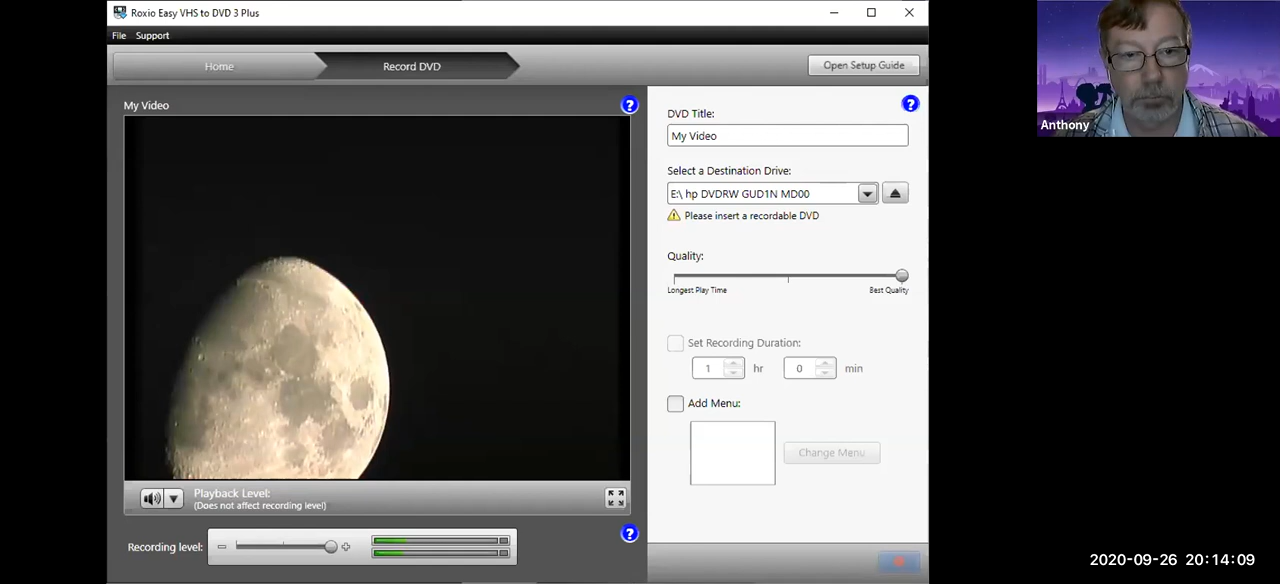 Roxio Easy VHS to DVD 3 Plus
File Support
Home
Record DVD
Open Setup Guide
My Video
?
?
DVD Title:
My Video
Select a Destination Drive:
E:\ hp DVDRW GUD1N MD00
Please insert a recordable DVD
Quality:
Longest Play Time
Best Quality
Set Recording Duration:
1 hr 0 min
Add Menu:
Change Menu
Playback Level:
(Does not affect recording level)
Recording level:
?
Anthony
2020-09-26 20:14:09